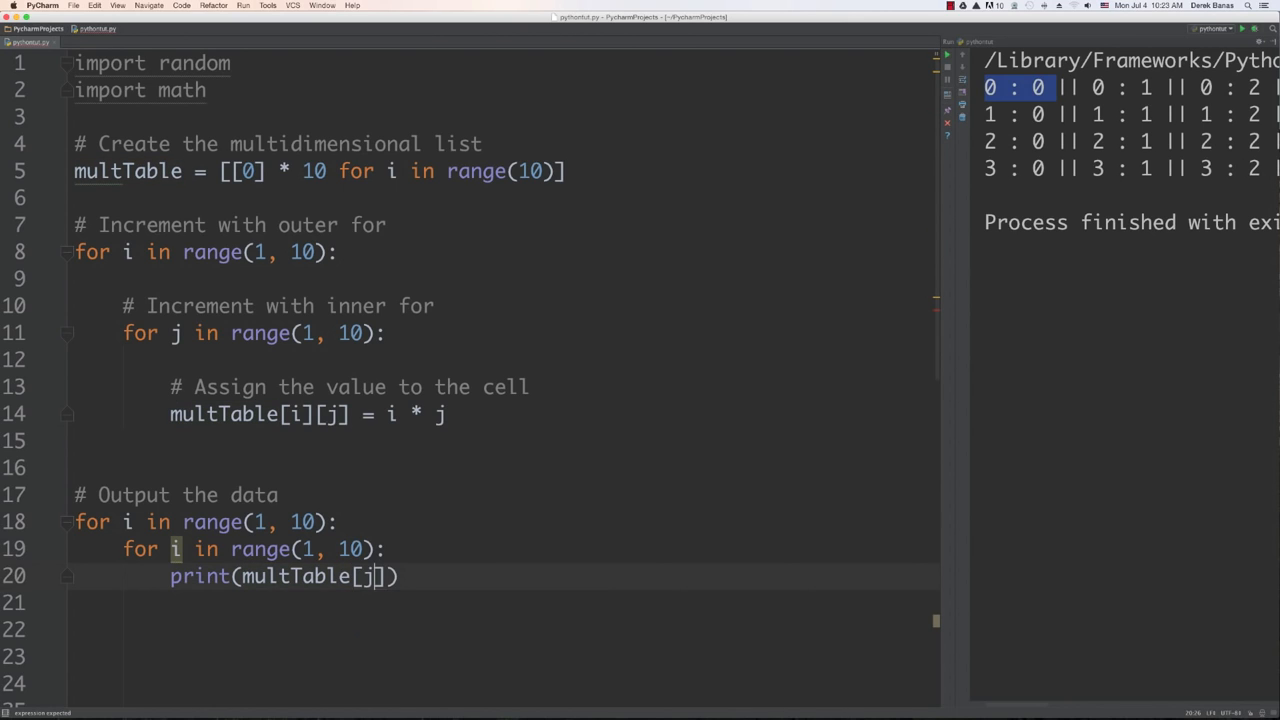 PyCharm File Edit View Navigate Code Refactor Run Tools VCS Window Help
10 Mon Jul 4 10:23 AM Derek Banas
pythontut.py - PycharmProjects - [~/PycharmProjects]
PycharmProjects pythontut.py
pythontut
pythontut.py
Run pythontut
1 import random
2 import math
3
4 # Create the multidimensional list
5 multTable = [[0] * 10 for i in range(10)]
6
7 # Increment with outer for
8 for i in range(1, 10):
9
10 # Increment with inner for
11 for j in range(1, 10):
12
13 # Assign the value to the cell
14 multTable[i][j] = i * j
15
16
17 # Output the data
18 for i in range(1, 10):
19 for i in range(1, 10):
20 print(multTable[j])
21
22
23
24
/Library/Frameworks/Pytho
0 : 0 || 0 : 1 || 0 : 2 |
1 : 0 || 1 : 1 || 1 : 2 |
2 : 0 || 2 : 1 || 2 : 2 |
3 : 0 || 3 : 1 || 3 : 2 |
Process finished with exi
expression expected
20:26 LF‡ UTF-8‡